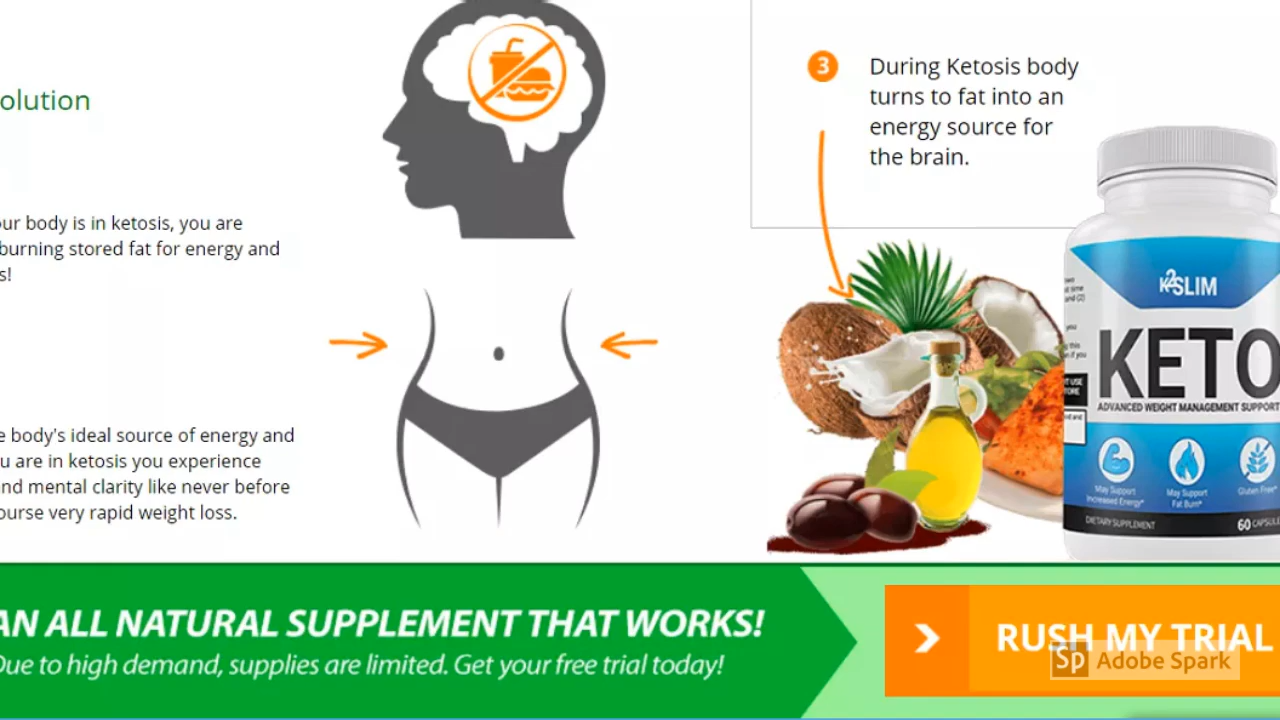 olution
our body is in ketosis, you are
burning stored fat for energy and
s!
e body's ideal source of energy and
u are in ketosis you experience
nd mental clarity like never before
ourse very rapid weight loss.
3
During Ketosis body
turns to fat into an
energy source for
the brain.
K2SLIM
KETO
ADVANCED WEIGHT MANAGEMENT SUPPORT
May Support
Increased Energy*
May Support
Fat Burn*
Gluten Free*
DIETARY SUPPLEMENT
60 CAPSULE
AN ALL NATURAL SUPPLEMENT THAT WORKS!
Due to high demand, supplies are limited. Get your free trial today!
RUSH MY TRIAL
Sp Adobe Spark